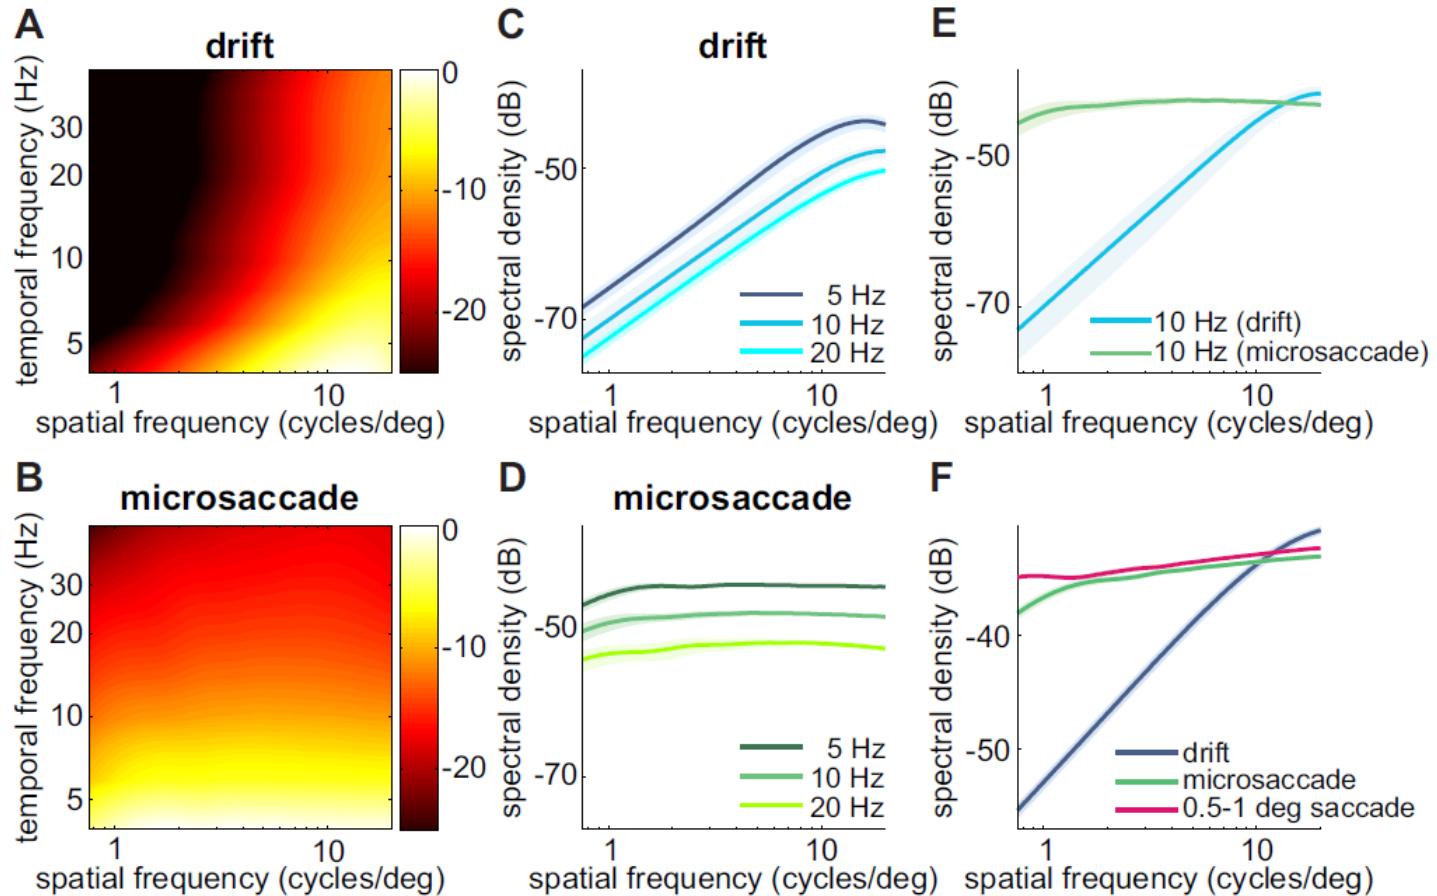 A
drift
temporal frequency (Hz)
30
20
10
5
1
10
spatial frequency (cycles/deg)
0
-10
-20
C
drift
spectral density (dB)
-50
-70
5 Hz
10 Hz
20 Hz
1
10
spatial frequency (cycles/deg)
E
spectral density (dB)
-50
-70
10 Hz (drift)
10 Hz (microsaccade)
1
10
spatial frequency (cycles/deg)
B
microsaccade
temporal frequency (Hz)
30
20
10
5
1
10
spatial frequency (cycles/deg)
0
-10
-20
D
microsaccade
spectral density (dB)
-50
-70
5 Hz
10 Hz
20 Hz
1
10
spatial frequency (cycles/deg)
F
spectral density (dB)
-40
-50
drift
microsaccade
0.5-1 deg saccade
1
10
spatial frequency (cycles/deg)